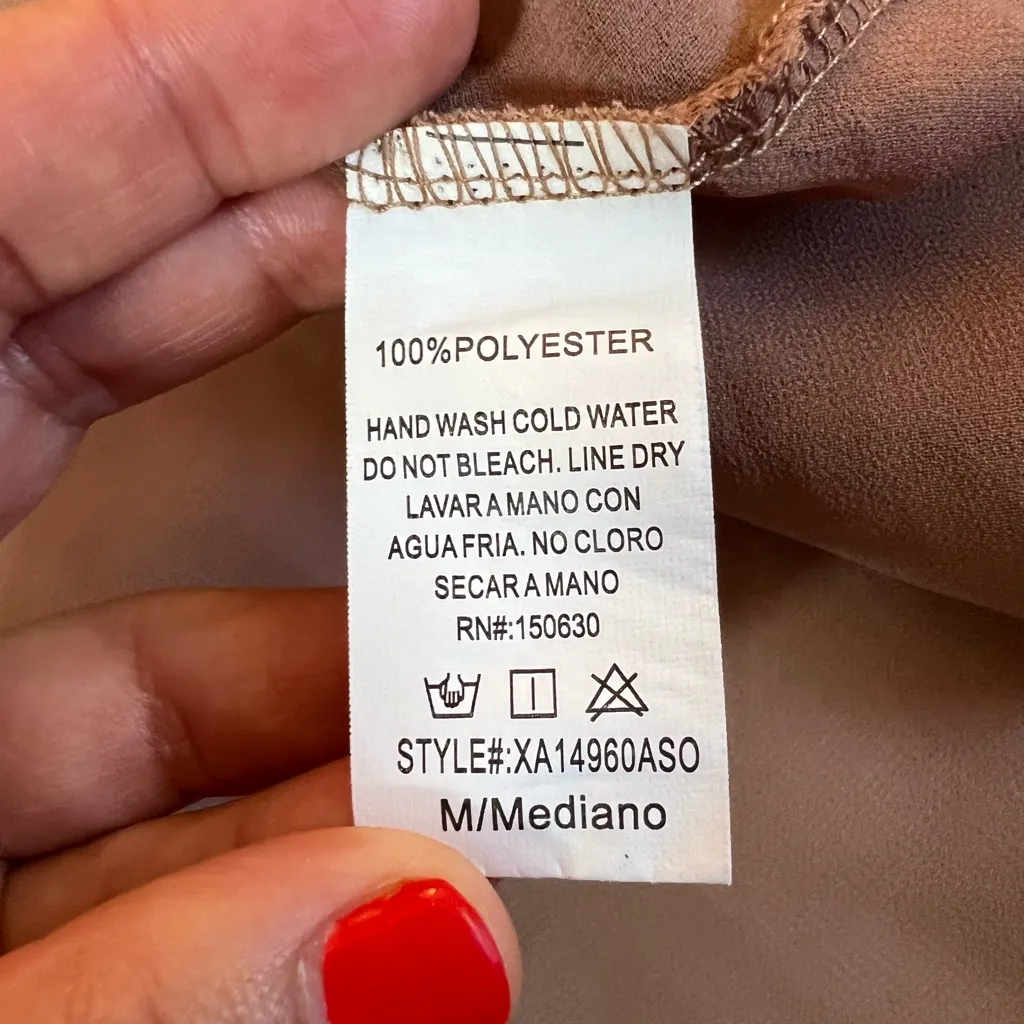 100%POLYESTER
HAND WASH COLD WATER
DO NOT BLEACH. LINE DRY
LAVAR A MANO CON
AGUA FRIA. NO CLORO
SECAR A MANO
RN#:150630
STYLE#:XA14960ASO
M/Mediano